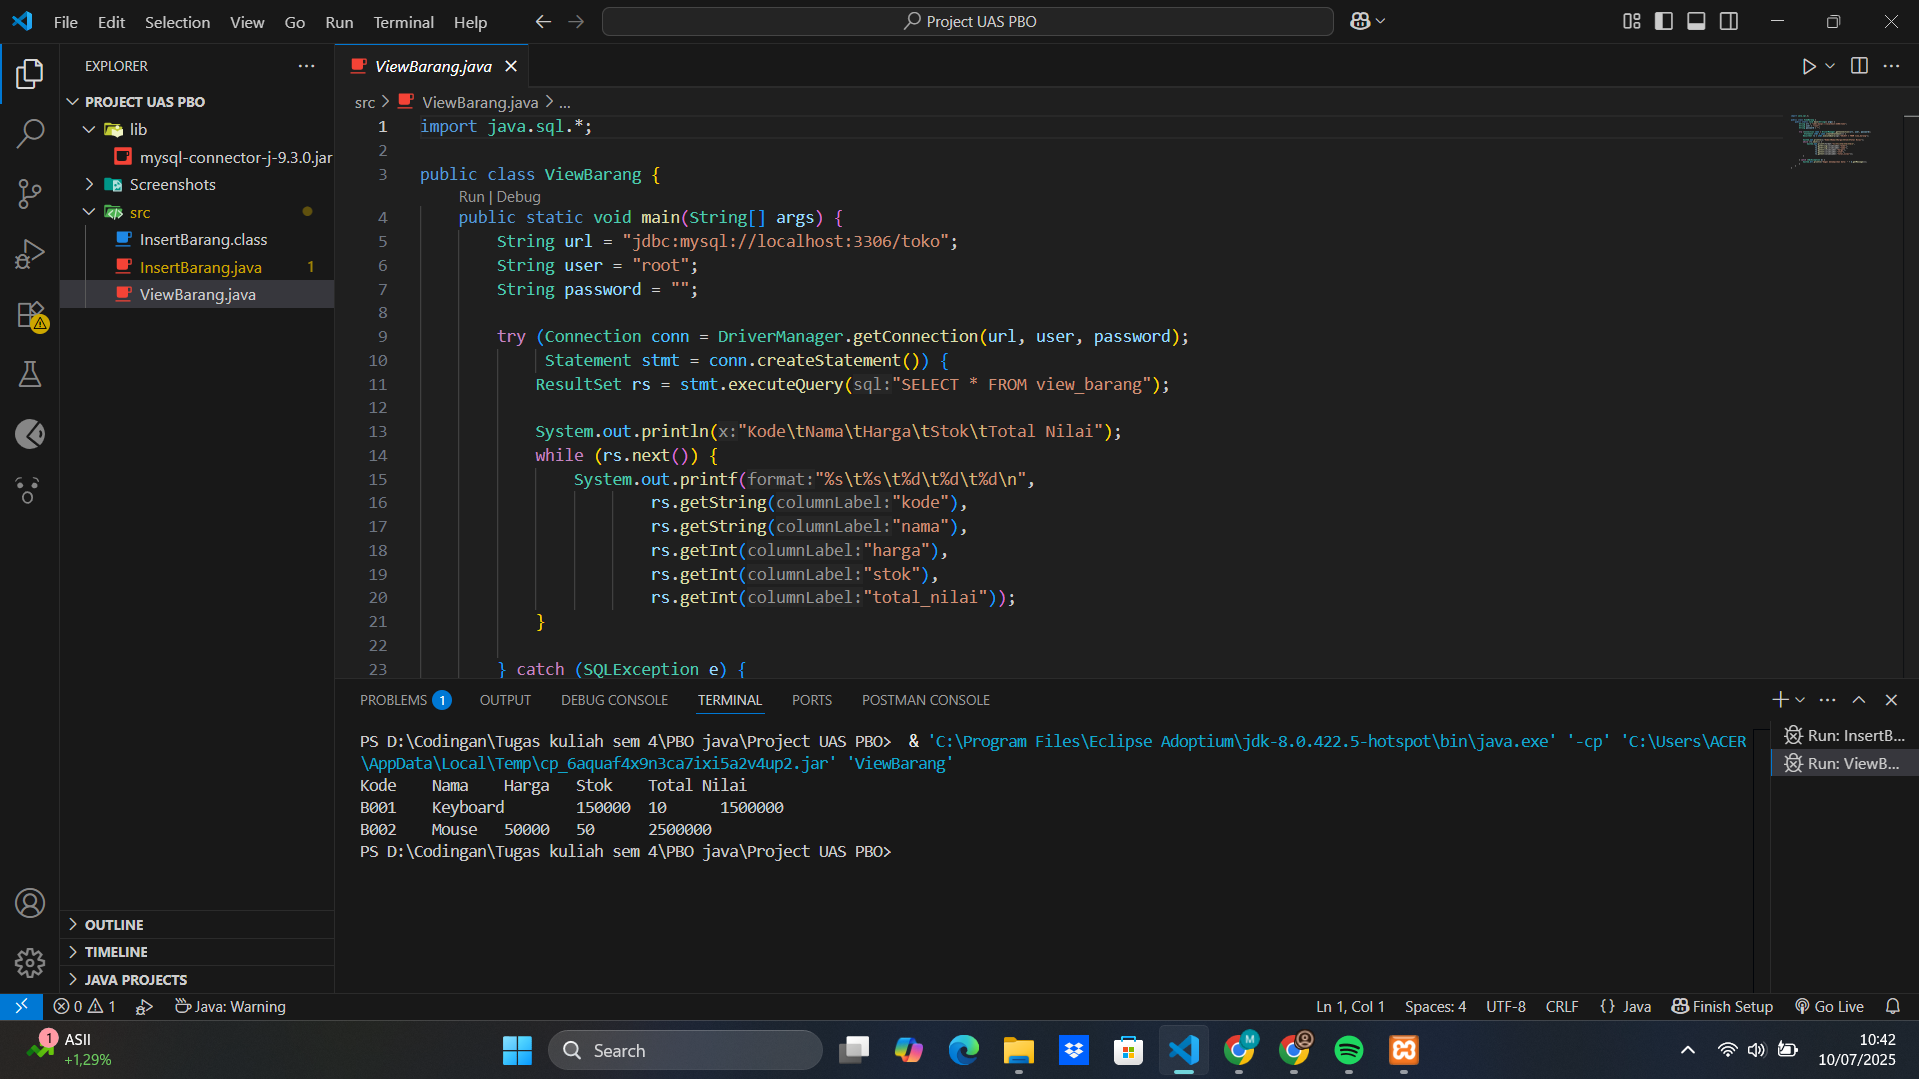 File Edit Selection View Go Run Terminal Help
Project UAS PBO
EXPLORER
PROJECT UAS PBO
lib
mysql-connector-j-9.3.0.jar
Screenshots
src
InsertBarang.class
InsertBarang.java 1
ViewBarang.java
OUTLINE
TIMELINE
JAVA PROJECTS
ViewBarang.java
src > ViewBarang.java > ...
1 import java.sql.*;
2
3 public class ViewBarang {
Run | Debug
4 public static void main(String[] args) {
5 String url = "jdbc:mysql://localhost:3306/toko";
6 String user = "root";
7 String password = "";
8
9 try (Connection conn = DriverManager.getConnection(url, user, password);
10 Statement stmt = conn.createStatement()) {
11 ResultSet rs = stmt.executeQuery(sql:"SELECT * FROM view_barang");
12
13 System.out.println(x:"Kode\tNama\tHarga\tStok\tTotal Nilai");
14 while (rs.next()) {
15 System.out.printf(format:"%s\t%s\t%d\t%d\t%d\n",
16 rs.getString(columnLabel:"kode"),
17 rs.getString(columnLabel:"nama"),
18 rs.getInt(columnLabel:"harga"),
19 rs.getInt(columnLabel:"stok"),
20 rs.getInt(columnLabel:"total_nilai"));
21 }
22
23 } catch (SQLException e) {
PROBLEMS 1 OUTPUT DEBUG CONSOLE TERMINAL PORTS POSTMAN CONSOLE
PS D:\Codingan\Tugas kuliah sem 4\PBO java\Project UAS PBO> & 'C:\Program Files\Eclipse Adoptium\jdk-8.0.422.5-hotspot\bin\java.exe' '-cp' 'C:\Users\ACER
\AppData\Local\Temp\cp_6aquaf4x9n3ca7ixi5a2v4up2.jar' 'ViewBarang'
Kode Nama Harga Stok Total Nilai
B001 Keyboard 150000 10 1500000
B002 Mouse 50000 50 2500000
PS D:\Codingan\Tugas kuliah sem 4\PBO java\Project UAS PBO>
Run: InsertB...
Run: ViewB...
0 1 Java: Warning
Ln 1, Col 1 Spaces: 4 UTF-8 CRLF {} Java Finish Setup Go Live
1 ASII
+1,29%
Search
M
10:42
10/07/2025